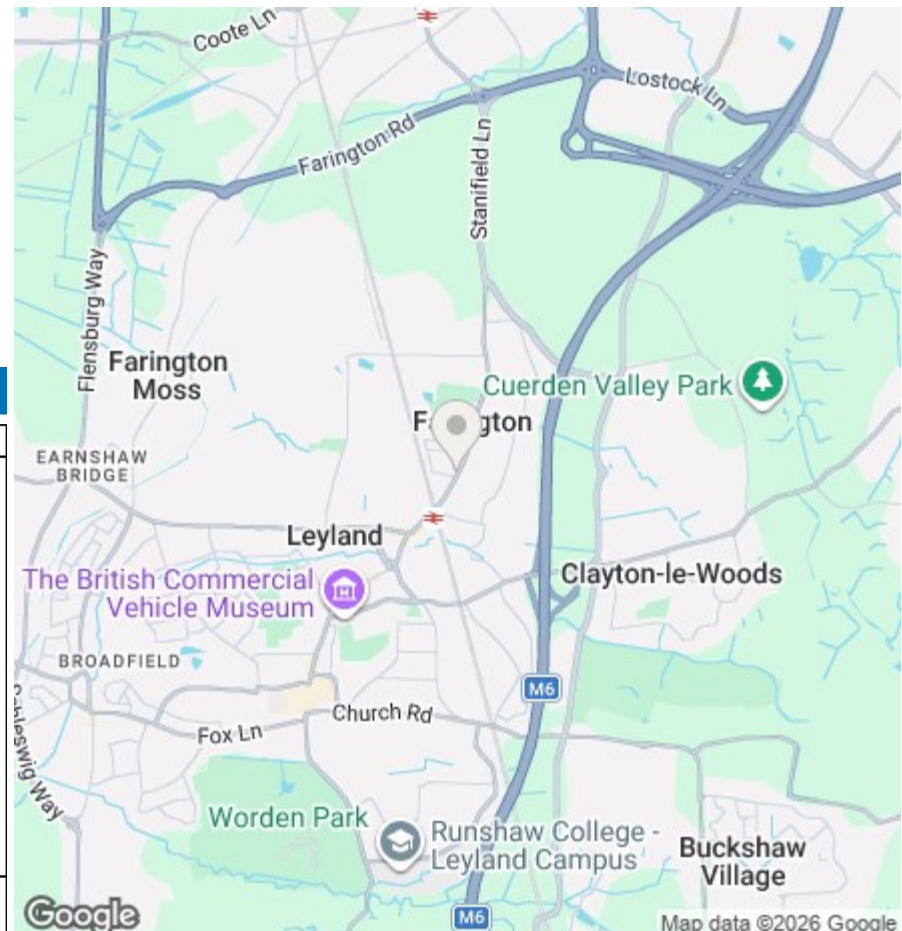 Coote Ln
Lostock Ln
Farington Rd
Stanifield Ln
Flensburg Way
Farington
Moss
Cuerden Valley Park
EARNSHAW
BRIDGE
Leyland
The British Commercial
Vehicle Museum
Clayton-le-Woods
BROADFIELD
M6
Church Rd
Fox Ln
Way
Worden Park
Runshaw College -
Leyland Campus
Buckshaw
Village
Google
M6
Map data ©2026 Google